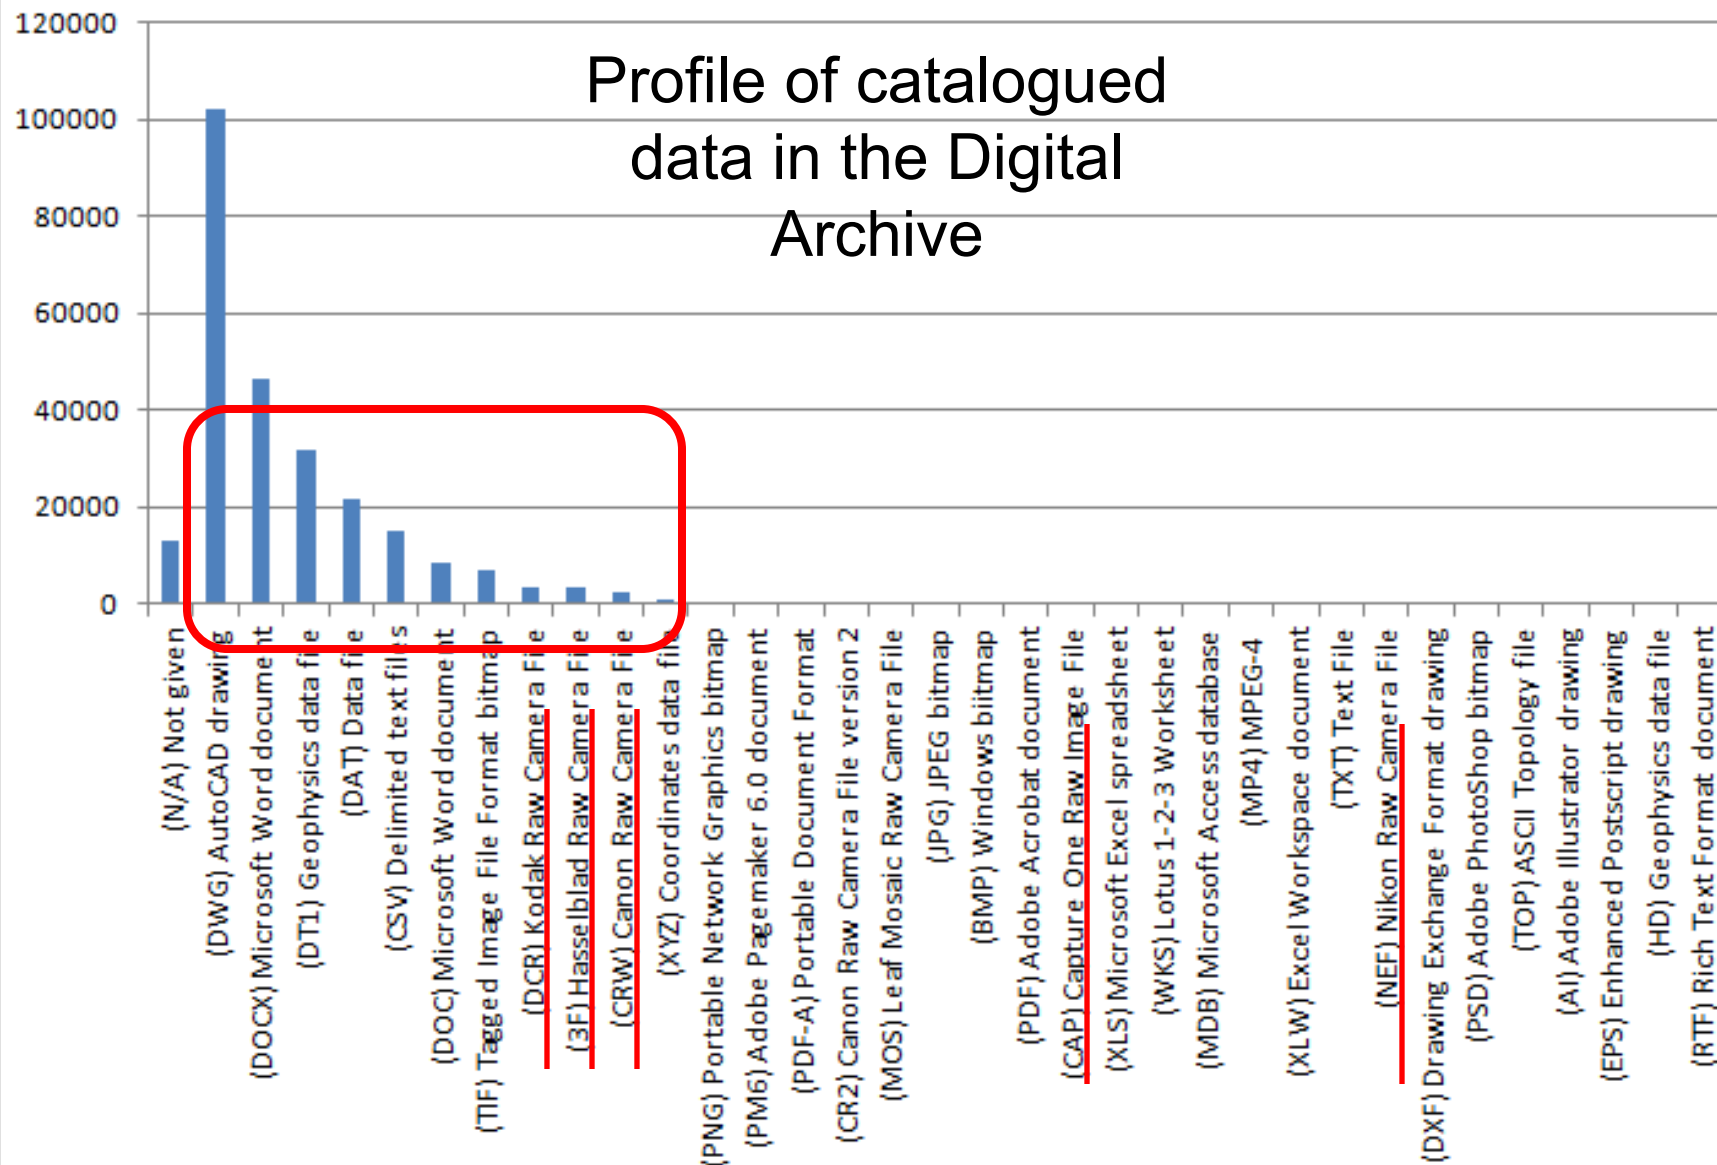 Profile of catalogued
data in the Digital
Archive
120000
100000
80000
60000
40000
20000
0
(N/A) Not given
(DWG) AutoCAD drawing
(DOCX) Microsoft Word document
(DT1) Geophysics data file
(DAT) Data file
(CSV) Delimited text files
(DOC) Microsoft Word document
(TIF) Tagged Image File Format bitmap
(DCR) Kodak Raw Camera File
(3F) Hasselblad Raw Camera File
(CRW) Canon Raw Camera File
(XYZ) Coordinates data file
(PNG) Portable Network Graphics bitmap
(PM6) Adobe Pagemaker 6.0 document
(PDF-A) Portable Document Format
(CR2) Canon Raw Camera File version 2
(MOS) Leaf Mosaic Raw Camera File
(JPG) JPEG bitmap
(BMP) Windows biitmap
(PDF) Adobe Acrobat document
(CAP) Capture One Raw Image File
(XLS) Microsoft Excel spreadsheet
(WKS) Lotus 1-2-3 Worksheet
(MDB) Microsoft Access database
(MP4) MPEG-4
(XLW) Excel Workspace document
(TXT) Text File
(NEF) Nikon Raw Camera File
(DXF) Drawing Exchange Format drawing
(PSD) Adobe PhotoShop bitmap
(TOP) ASCII Topology file
(AI) Adobe Illustrator drawing
(EPS) Enhanced Postscript drawing
(HD) Geophysics data file
(RTF) Rich Text Format document